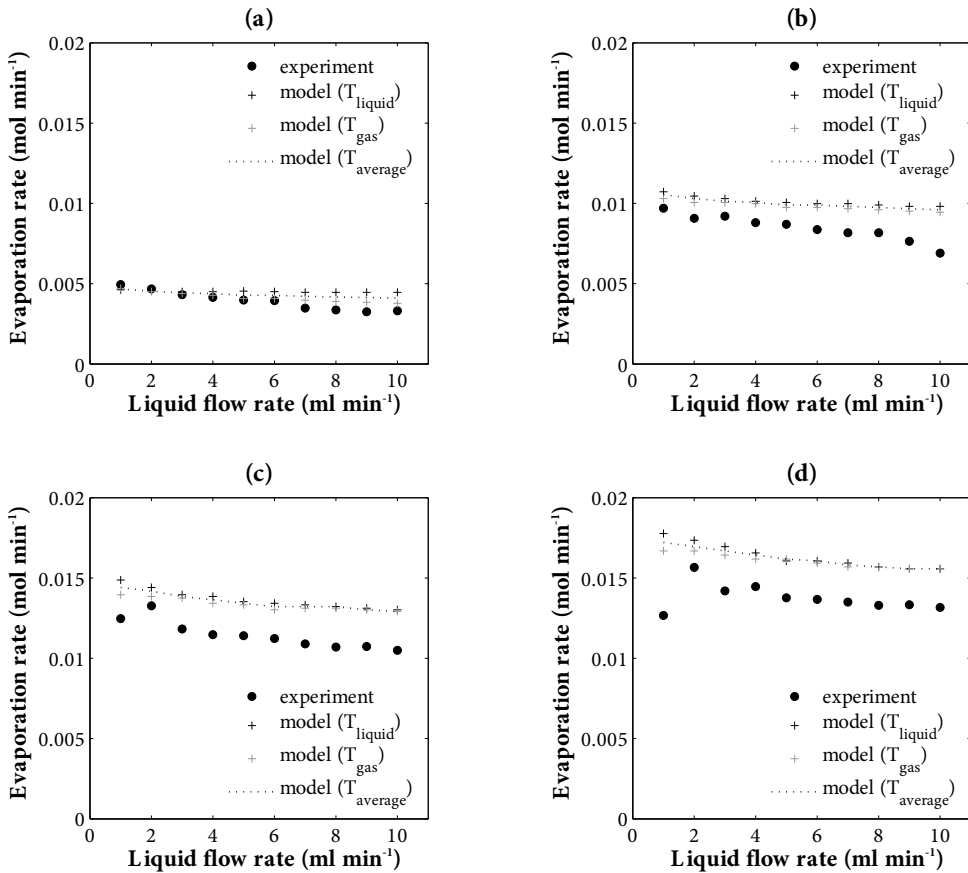 (a)
0.02
0.015
0.01
0.005
0
0 2 4 6 8 10
Evaporation rate (mol min⁻¹)
Liquid flow rate (ml min⁻¹)
experiment
model (T_liquid)
model (T_gas)
model (T_average)
(b)
0.02
0.015
0.01
0.005
0
0 2 4 6 8 10
Evaporation rate (mol min⁻¹)
Liquid flow rate (ml min⁻¹)
experiment
model (T_liquid)
model (T_gas)
model (T_average)
(c)
0.02
0.015
0.01
0.005
0
0 2 4 6 8 10
Evaporation rate (mol min⁻¹)
Liquid flow rate (ml min⁻¹)
experiment
model (T_liquid)
model (T_gas)
model (T_average)
(d)
0.02
0.015
0.01
0.005
0
0 2 4 6 8 10
Evaporation rate (mol min⁻¹)
Liquid flow rate (ml min⁻¹)
experiment
model (T_liquid)
model (T_gas)
model (T_average)